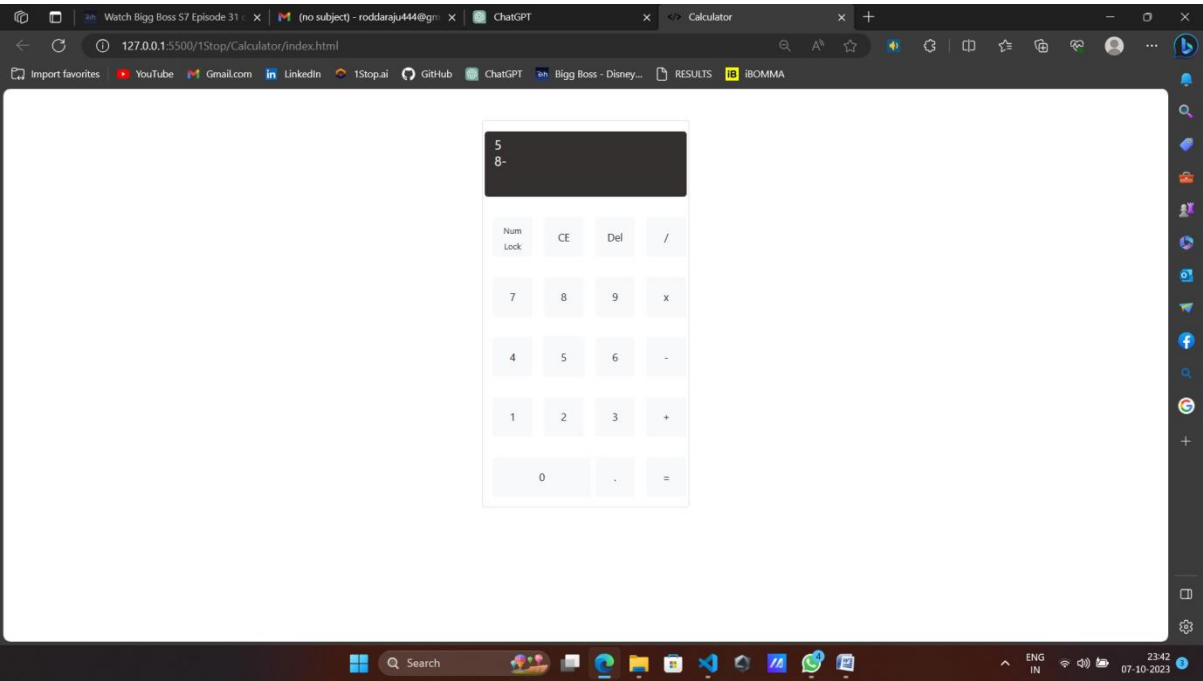 Watch Bigg Boss S7 Episode 31
(no subject) - roddaraju444@gm
ChatGPT
Calculator
127.0.0.1:5500/1Stop/Calculator/index.html
Import favorites
YouTube
Gmail.com
LinkedIn
1Stop.ai
GitHub
ChatGPT
Bigg Boss - Disney...
RESULTS
iB
iBOMMA
5
8-
Num
Lock
CE
Del
/
7
8
9
x
4
5
6
-
1
2
3
+
0
.
=
Search
4
ENG
IN
23:42
07-10-2023
3